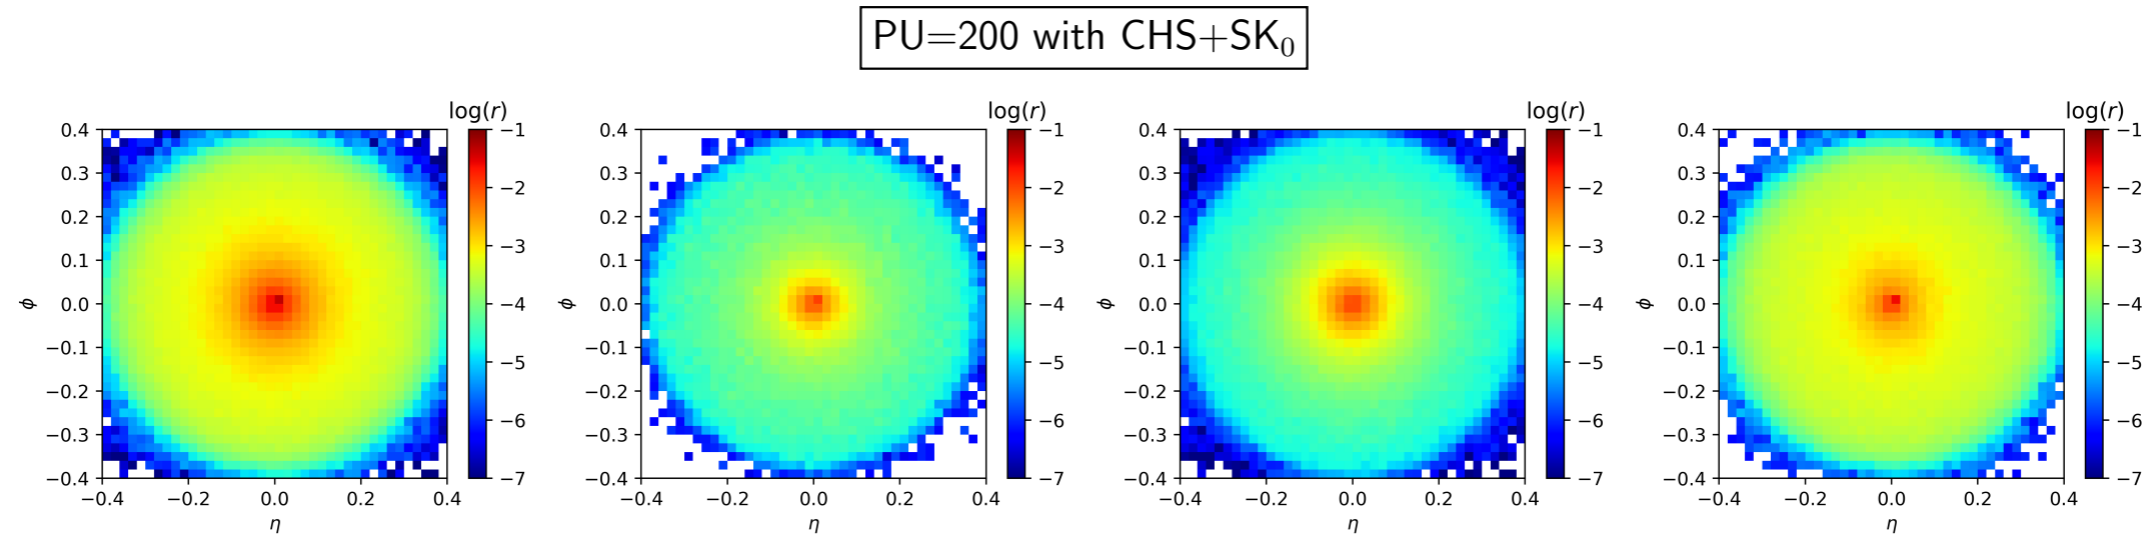 PU=200 with CHS+SK₀
log(r) log(r) log(r) log(r)
0.4 −1 0.4 −1 0.4 −1 0.4 −1
0.3 0.3 0.3 0.3
−2 −2 −2 −2
0.2 0.2 0.2 0.2
−3 −3 −3 −3
0.1 0.1 0.1 0.1
ϕ 0.0 −4 ϕ 0.0 −4 ϕ 0.0 −4 ϕ 0.0 −4
−0.1 −0.1 −0.1 −0.1
−5 −5 −5 −5
−0.2 −0.2 −0.2 −0.2
−6 −6 −6 −6
−0.3 −0.3 −0.3 −0.3
−0.4 −7 −0.4 −7 −0.4 −7 −0.4 −7
−0.4 −0.2 0.0 0.2 0.4 −0.4 −0.2 0.0 0.2 0.4 −0.4 −0.2 0.0 0.2 0.4 −0.4 −0.2 0.0 0.2 0.4
η η η η